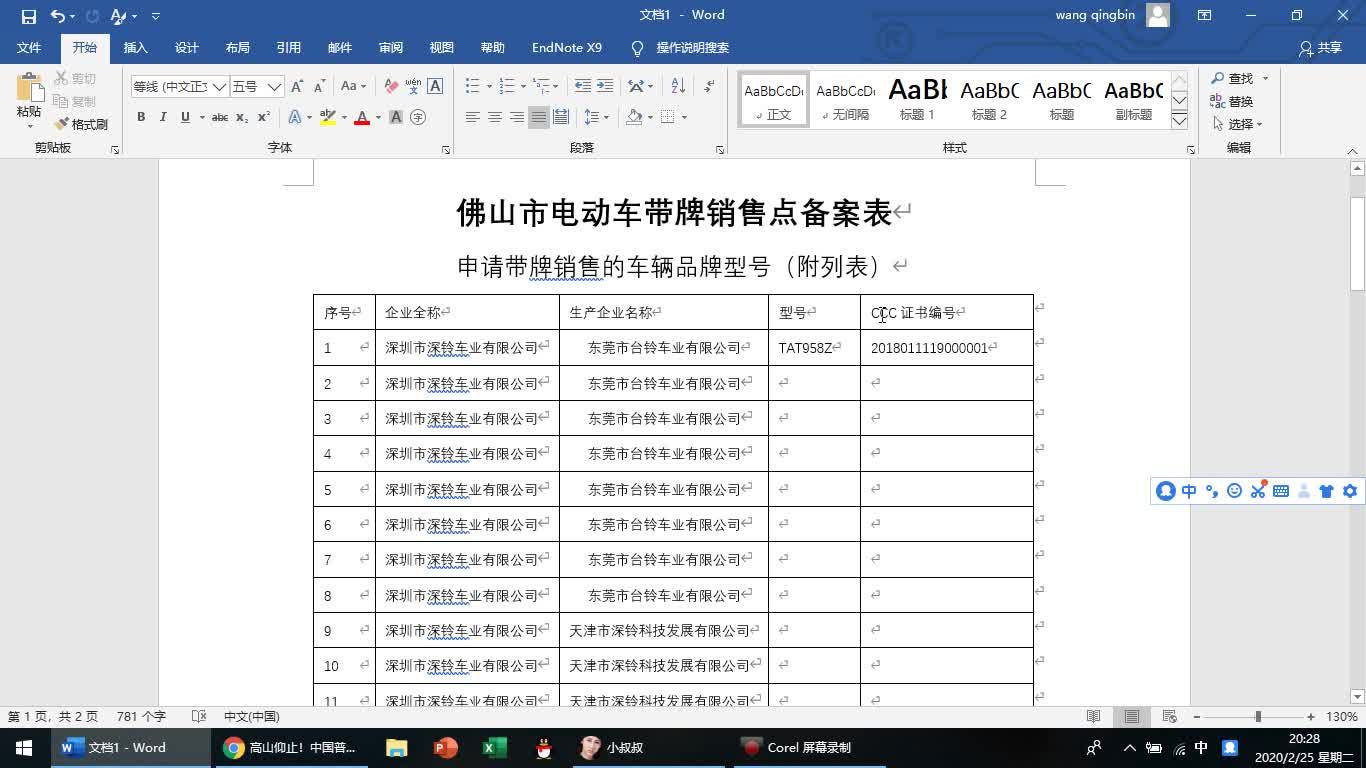 文档1 - Word
wang qingbin
文件 开始 插入 设计 布局 引用 邮件 审阅 视图 帮助 EndNote X9 操作说明搜索 共享
粘贴
剪切
复制
格式刷
剪贴板
等线 (中文正文 五号
字体
段落
AaBbCcDc 正文
AaBbCcDc 无间隔
AaBb 标题 1
AaBbC 标题 2
AaBbC 标题
AaBbC 副标题
样式
查找
替换
选择
编辑
佛山市电动车带牌销售点备案表
申请带牌销售的车辆品牌型号（附列表）
序号 企业全称 生产企业名称 型号 CCC 证书编号
1 深圳市深铃车业有限公司 东莞市台铃车业有限公司 TAT958Z 2018011119000001
2 深圳市深铃车业有限公司 东莞市台铃车业有限公司
3 深圳市深铃车业有限公司 东莞市台铃车业有限公司
4 深圳市深铃车业有限公司 东莞市台铃车业有限公司
5 深圳市深铃车业有限公司 东莞市台铃车业有限公司
6 深圳市深铃车业有限公司 东莞市台铃车业有限公司
7 深圳市深铃车业有限公司 东莞市台铃车业有限公司
8 深圳市深铃车业有限公司 东莞市台铃车业有限公司
9 深圳市深铃车业有限公司 天津市深铃科技发展有限公司
10 深圳市深铃车业有限公司 天津市深铃科技发展有限公司
11 深圳市深铃车业有限公司 天津市深铃科技发展有限公司
中
第 1 页，共 2 页 781 个字 中文(中国) 130%
文档1 - Word 高山仰止！中国普... 小叔叔 Corel 屏幕录制 中
20:28
2020/2/25 星期二